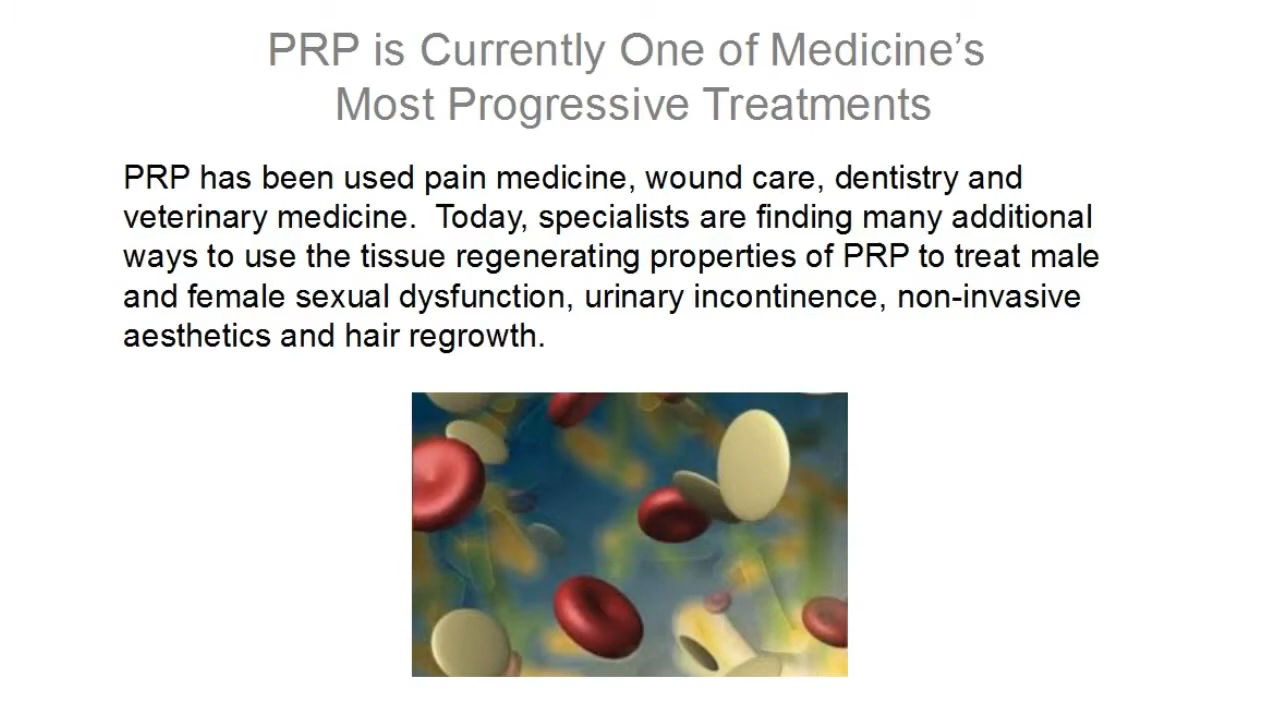 PRP is Currently One of Medicine’s
Most Progressive Treatments
PRP has been used pain medicine, wound care, dentistry and
veterinary medicine.  Today, specialists are finding many additional
ways to use the tissue regenerating properties of PRP to treat male
and female sexual dysfunction, urinary incontinence, non-invasive
aesthetics and hair regrowth.